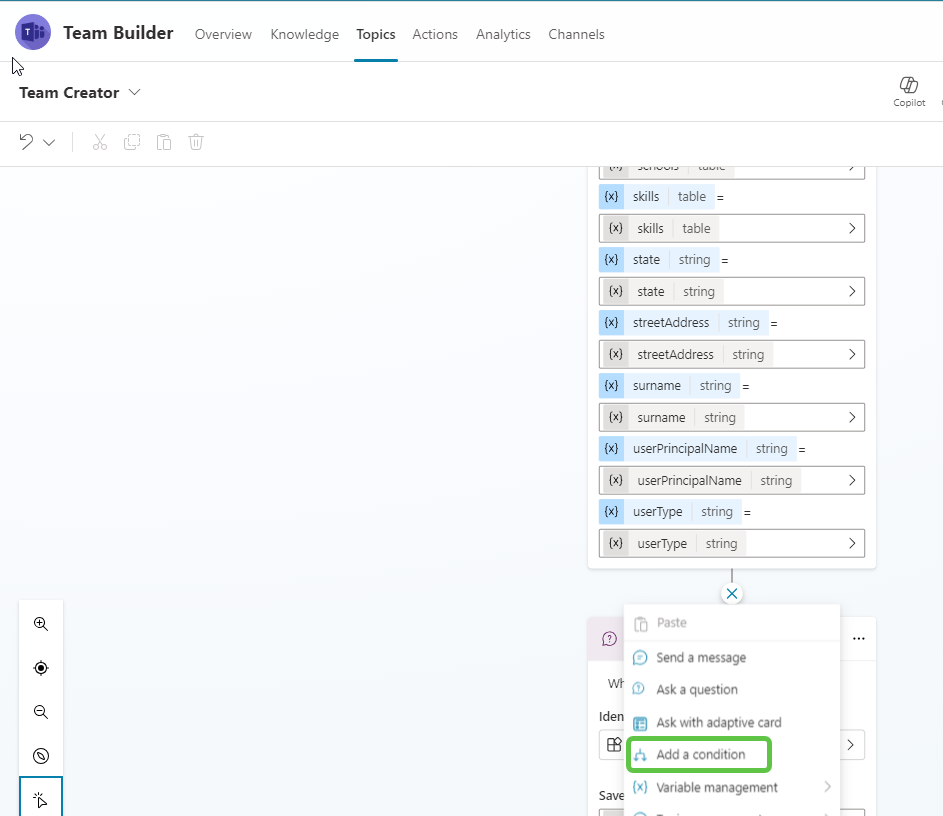 Team Builder Overview Knowledge Topics Actions Analytics Channels
Team Creator
Copilot
{x} schools table
{x} skills table =
{x} skills table
{x} state string =
{x} state string
{x} streetAddress string =
{x} streetAddress string
{x} surname string =
{x} surname string
{x} userPrincipalName string =
{x} userPrincipalName string
{x} userType string =
{x} userType string
Paste
Send a message
Wh
Ask a question
Iden
Ask with adaptive card
Add a condition
Variable management
Save